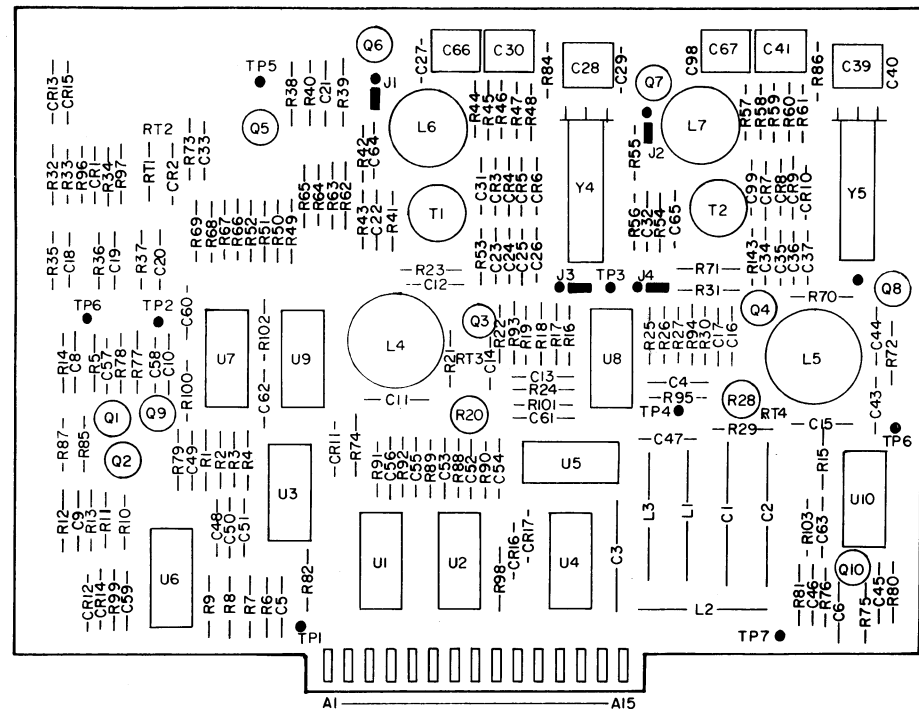 Q6 C27 C66 C30 R84 C28 C29 Q7 C98 C67 C41 R86 C39 C40
CR13 CR15 TP5 R38 R40 C21 R39 J1
Q5 L6 R44 R45 R46 R47 R48 J2 L7 R57 R58 R59 R60 R61
RT2 R73 C33 R42 C64 R55
R32 R33 R96 CR1 R34 R97 RT1 CR2 R65 R64 R63 R62 C31 CR4 CR5 CR6 Y4 C99 CR7 CR8 CR9 CR10 Y5
R69 R68 R67 R66 R52 R51 R50 R49 R43 C22 R41 T1 R56 C32 R54 C65 T2
R35 C18 R36 C19 R37 C20 R53 C23 C24 C25 C26 R143 C34 C35 C36 C37
R23 C12 J3 TP3 J4 R71 R31 R70 Q8
TP6 TP2 C60 Q3 Q4
R14 C8 R5 C57 R78 R77 C58 C10 U7 R102 U9 L4 R21 RT3 C14 R22 R93 R19 R18 R17 R16 U8 R25 R26 R27 R94 R30 C17 C16 L5 C44 R72
R100 C62 C11 C13 R24 R101 C61 C4 R95 TP4 R28 RT4 C43
Q1 Q9 R20 R29 C15 TP6
R87 R85 Q2 R79 C49 R1 R2 R3 R4 CR11 R74 R91 C56 R92 C55 R89 C53 R88 C52 R90 C54 U5 C47 R15
R12 C9 R13 R11 R10 C48 C50 C51 U3 L3 L1 C1 C2 R103 C63 U10
U6 U1 U2 CR16 CR17 U4 C3 Q10
CR12 CR14 R99 C59 R9 R8 R7 R6 C5 R82 R98 L2 R81 C46 R76 C6 R75 C45 R80
TP1 TP7
A1 A15